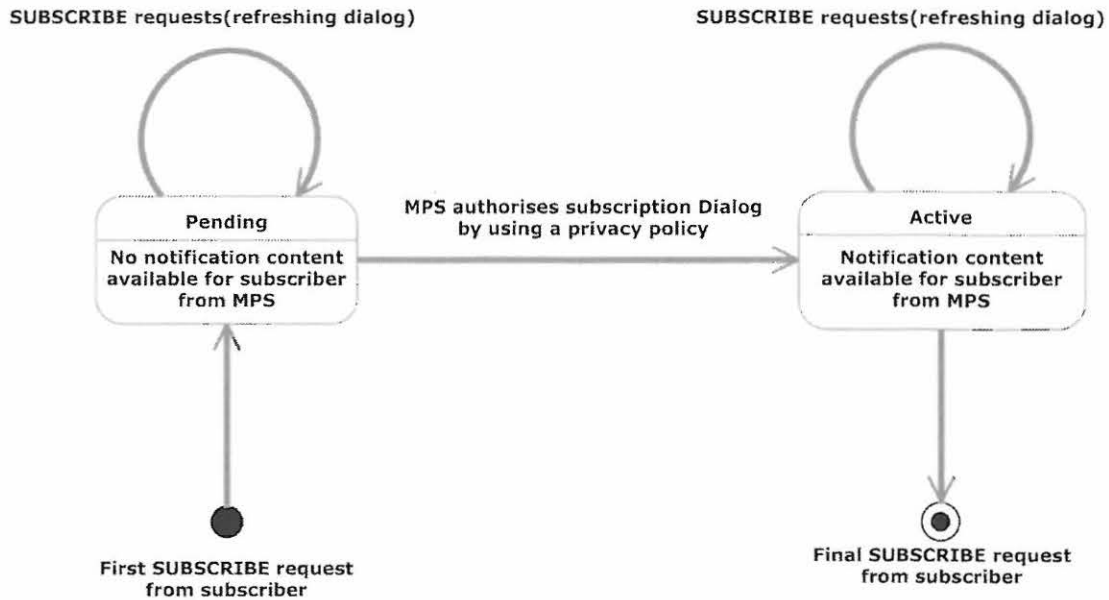 SUBSCRIBE requests(refreshing dialog)
SUBSCRIBE requests(refreshing dialog)
Pending
No notification content
available for subscriber
from MPS
MPS authorises subscription Dialog
by using a privacy policy
Active
Notification content
available for subscriber
from MPS
First SUBSCRIBE request
from subscriber
Final SUBSCRIBE request
from subscriber